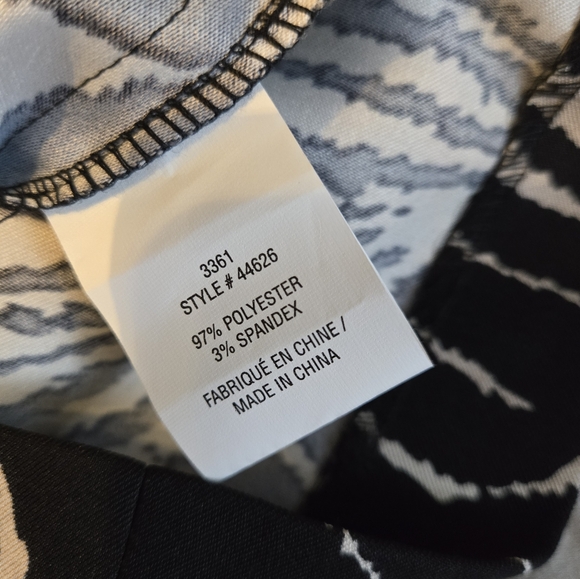 3361
STYLE # 44626
97% POLYESTER
3% SPANDEX
FABRIQUÉ EN CHINE /
MADE IN CHINA